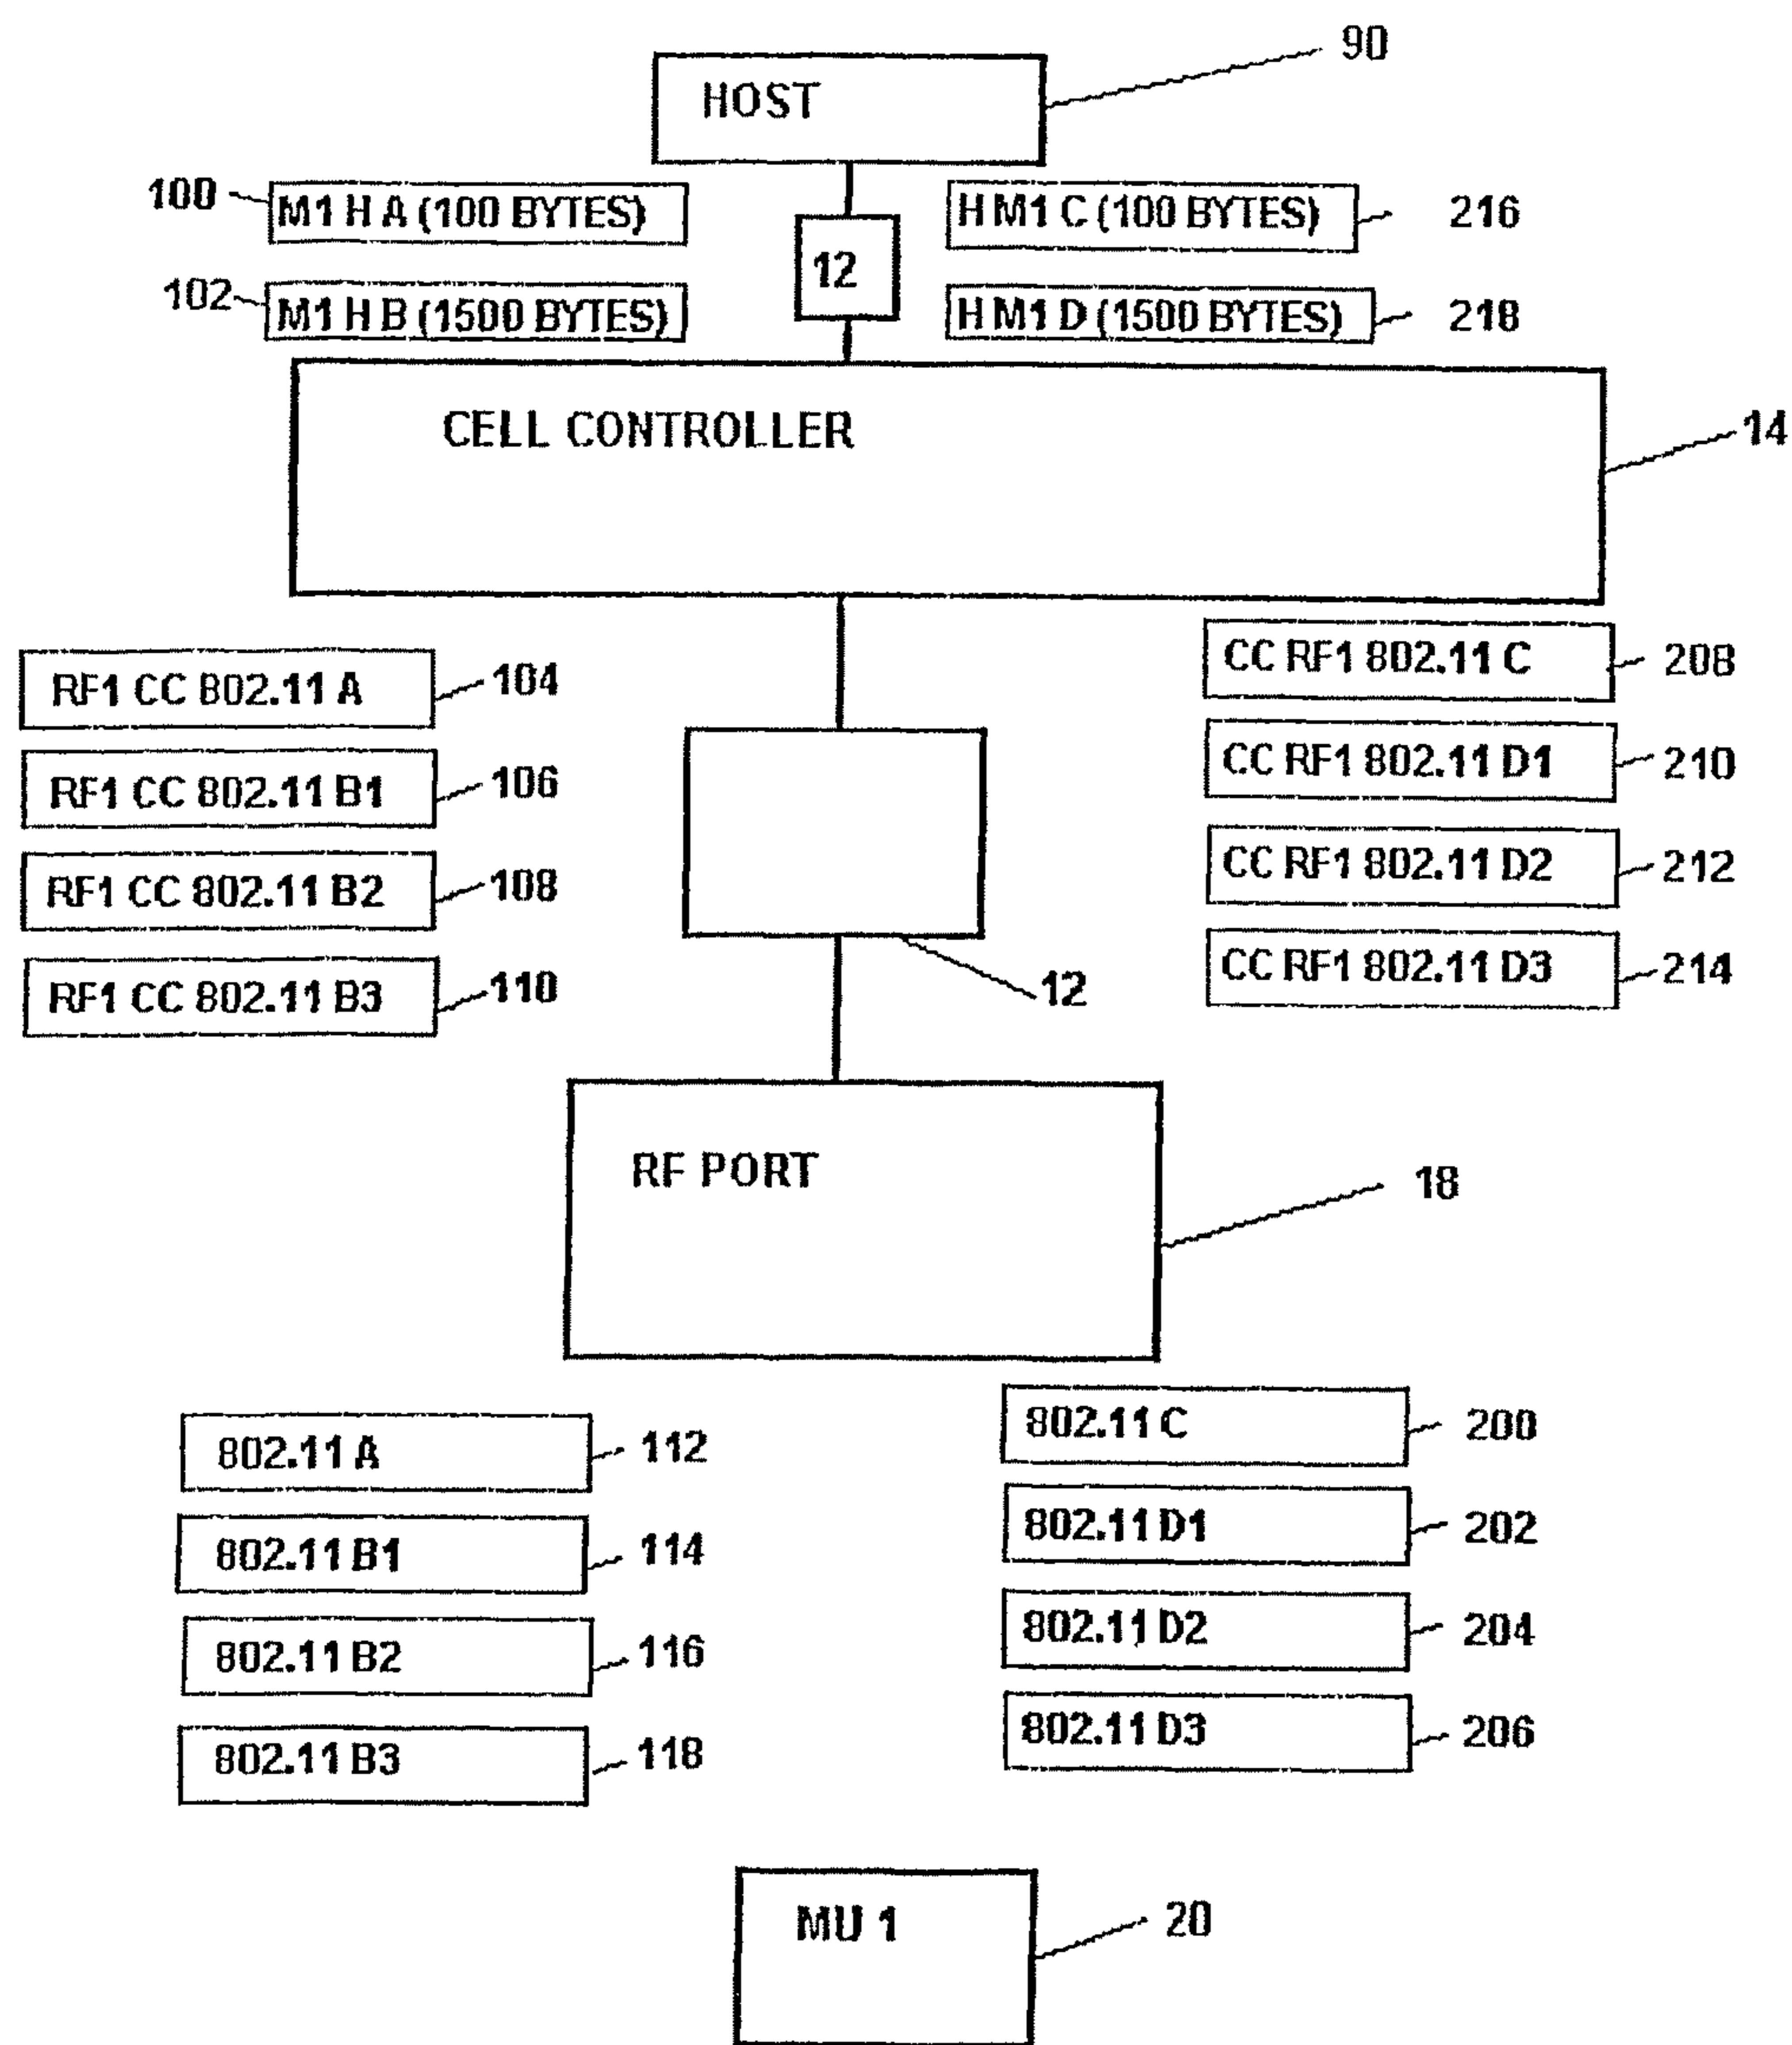 90
HOST
100 M1 H A (100 BYTES) H M1 C (100 BYTES) 216
12
102 M1 H B (1500 BYTES) H M1 D (1500 BYTES) 218
CELL CONTROLLER 14
RF1 CC 802.11 A 104 CC RF1 802.11 C 208
RF1 CC 802.11 B1 106 CC RF1 802.11 D1 210
RF1 CC 802.11 B2 108 CC RF1 802.11 D2 212
RF1 CC 802.11 B3 110 12 CC RF1 802.11 D3 214
RF PORT 18
802.11 A 112 802.11 C 200
802.11 B1 114 802.11 D1 202
802.11 B2 116 802.11 D2 204
802.11 B3 118 802.11 D3 206
MU 1 20